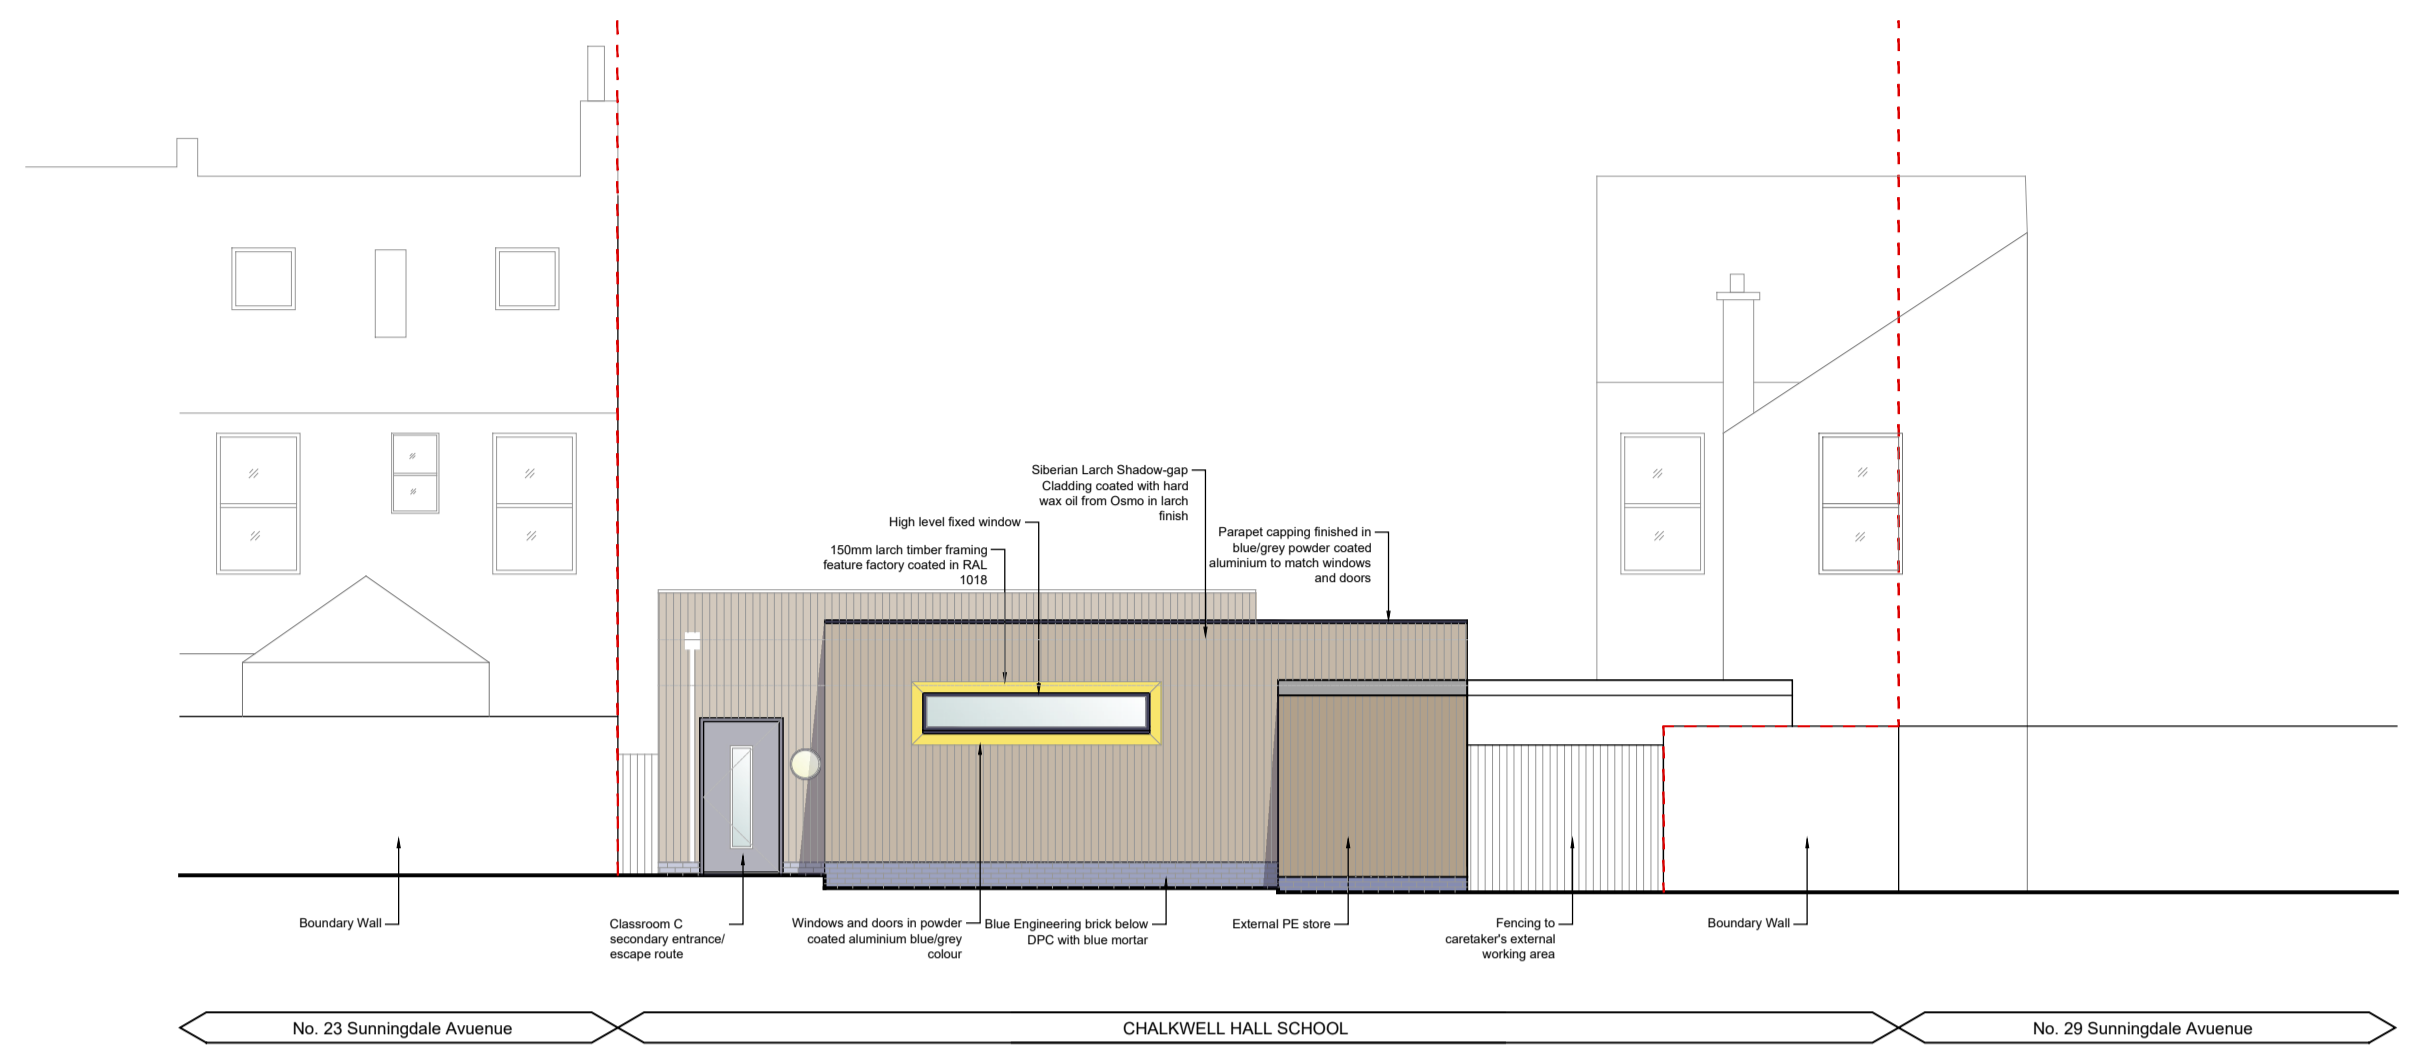 Siberian Larch Shadow-gap
Cladding coated with hard
wax oil from Osmo in larch
finish
High level fixed window
150mm larch timber framing
feature factory coated in RAL
1018
Parapet capping finished in
blue/grey powder coated
aluminium to match windows
and doors
Boundary Wall
Classroom C
secondary entrance/
escape route
Windows and doors in powder
coated aluminium blue/grey
colour
Blue Engineering brick below
DPC with blue mortar
External PE store
Fencing to
caretaker's external
working area
Boundary Wall
No. 23 Sunningdale Avuenue
CHALKWELL HALL SCHOOL
No. 29 Sunningdale Avuenue